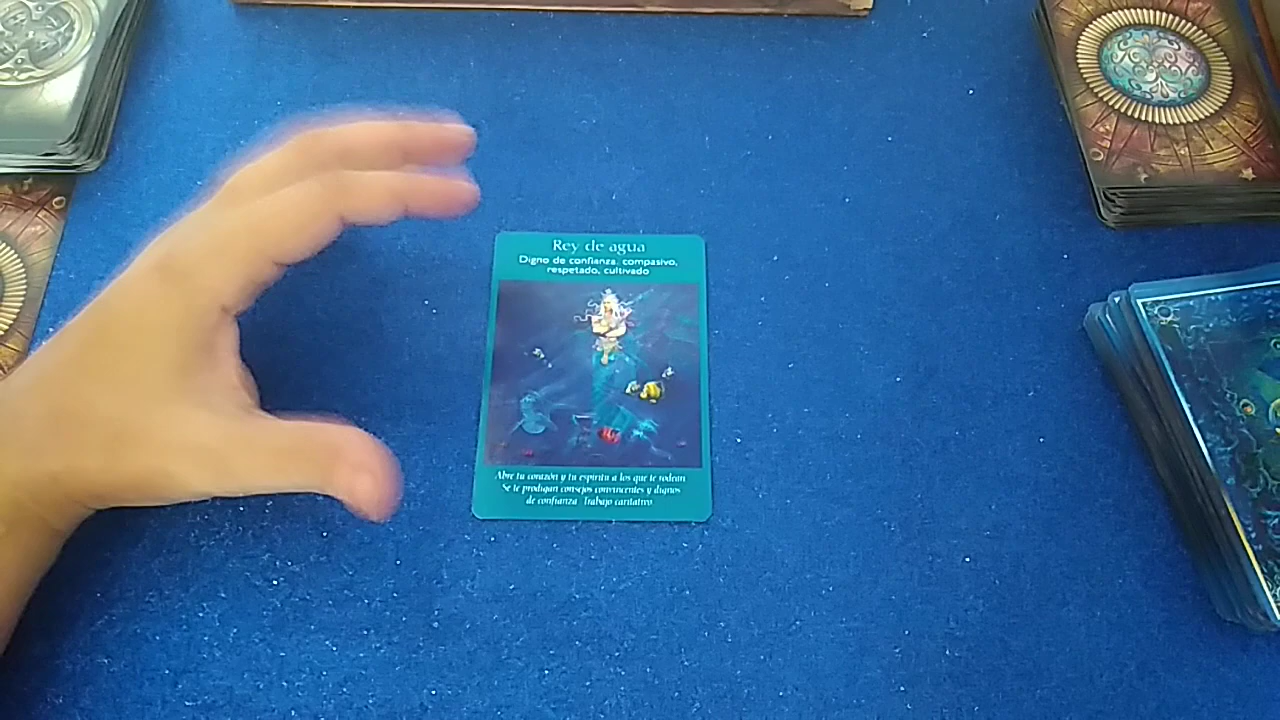 Rey de agua
Digno de confianza, compasivo,
respetado, cultivado
Abre tu corazón y tu espíritu a los que te rodean
Se te prodigan consejos convincentes y dignos
de confianza Trabajo caritativo